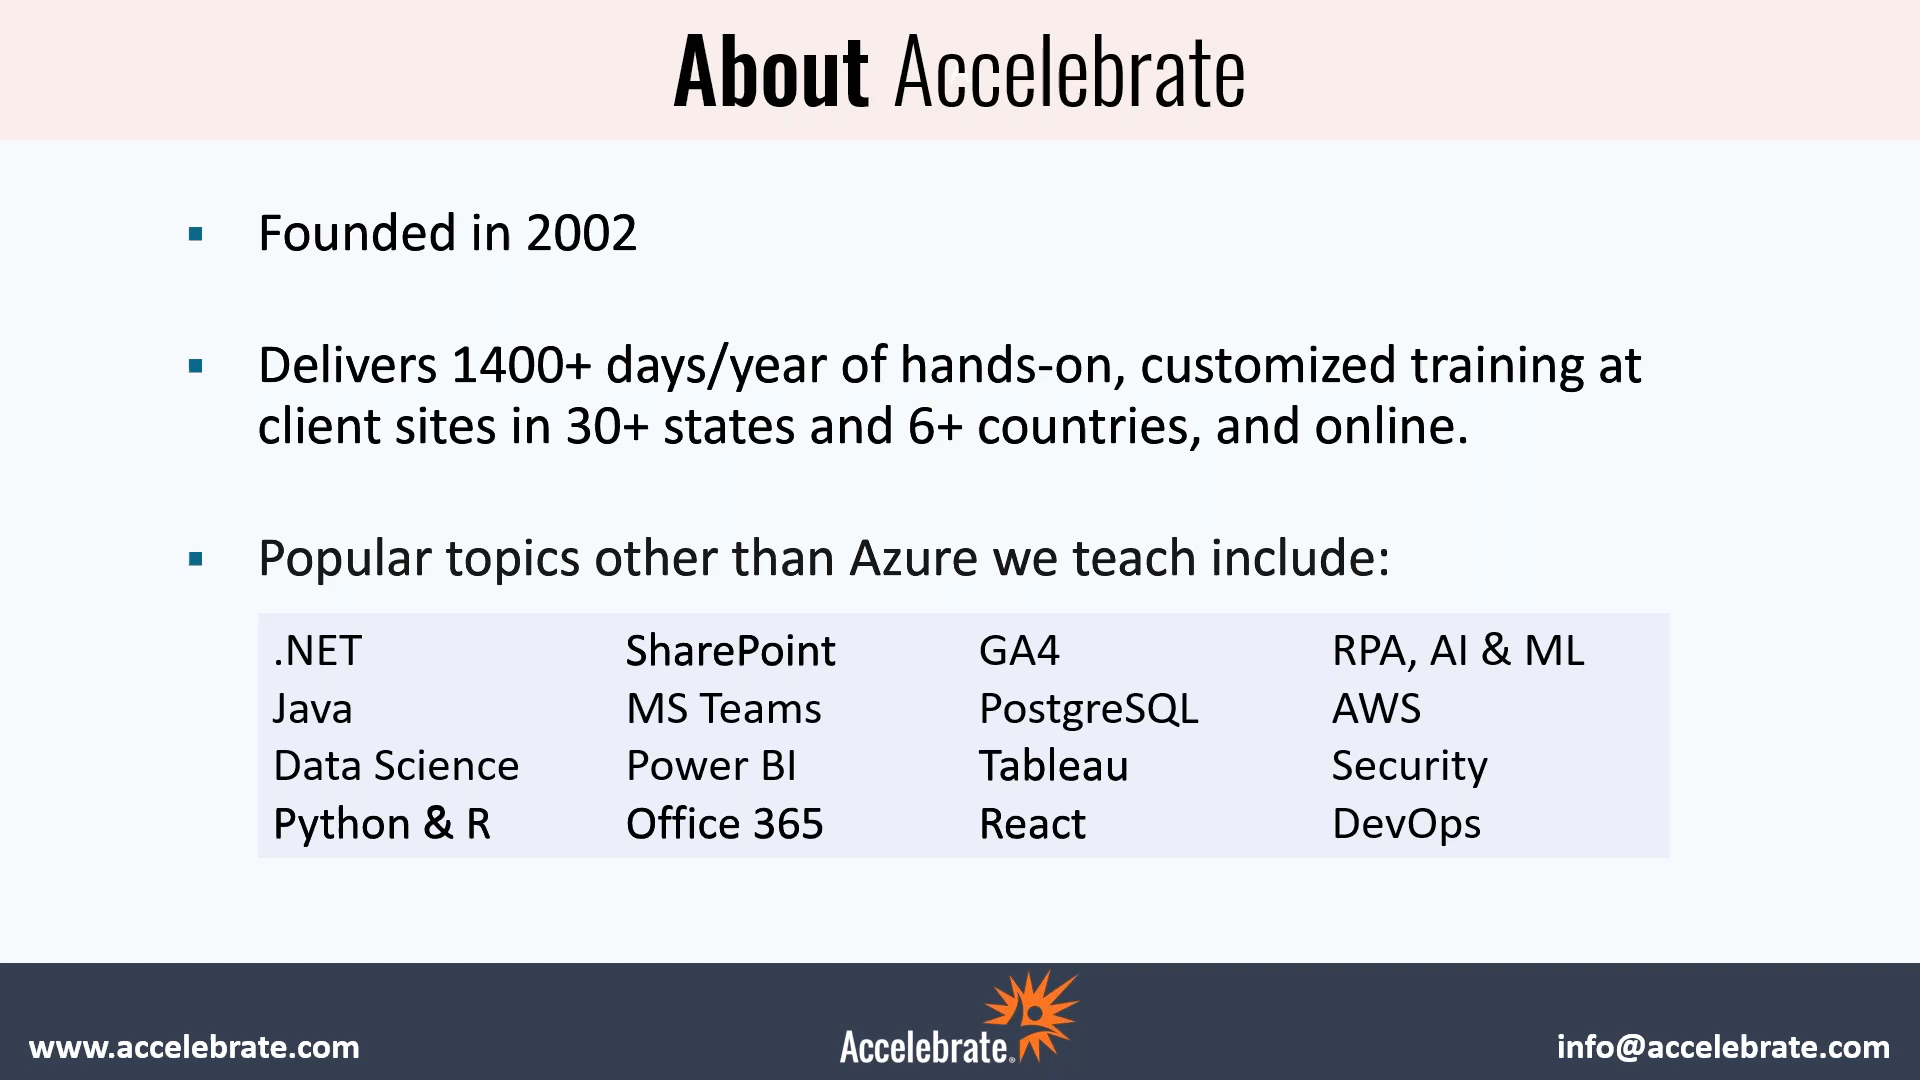 About Accelebrate
▪ Founded in 2002
▪ Delivers 1400+ days/year of hands-on, customized training at
client sites in 30+ states and 6+ countries, and online.
▪ Popular topics other than Azure we teach include:
.NET SharePoint GA4 RPA, AI & ML
Java MS Teams PostgreSQL AWS
Data Science Power BI Tableau Security
Python & R Office 365 React DevOps
www.accelebrate.com
Accelebrate®
info@accelebrate.com